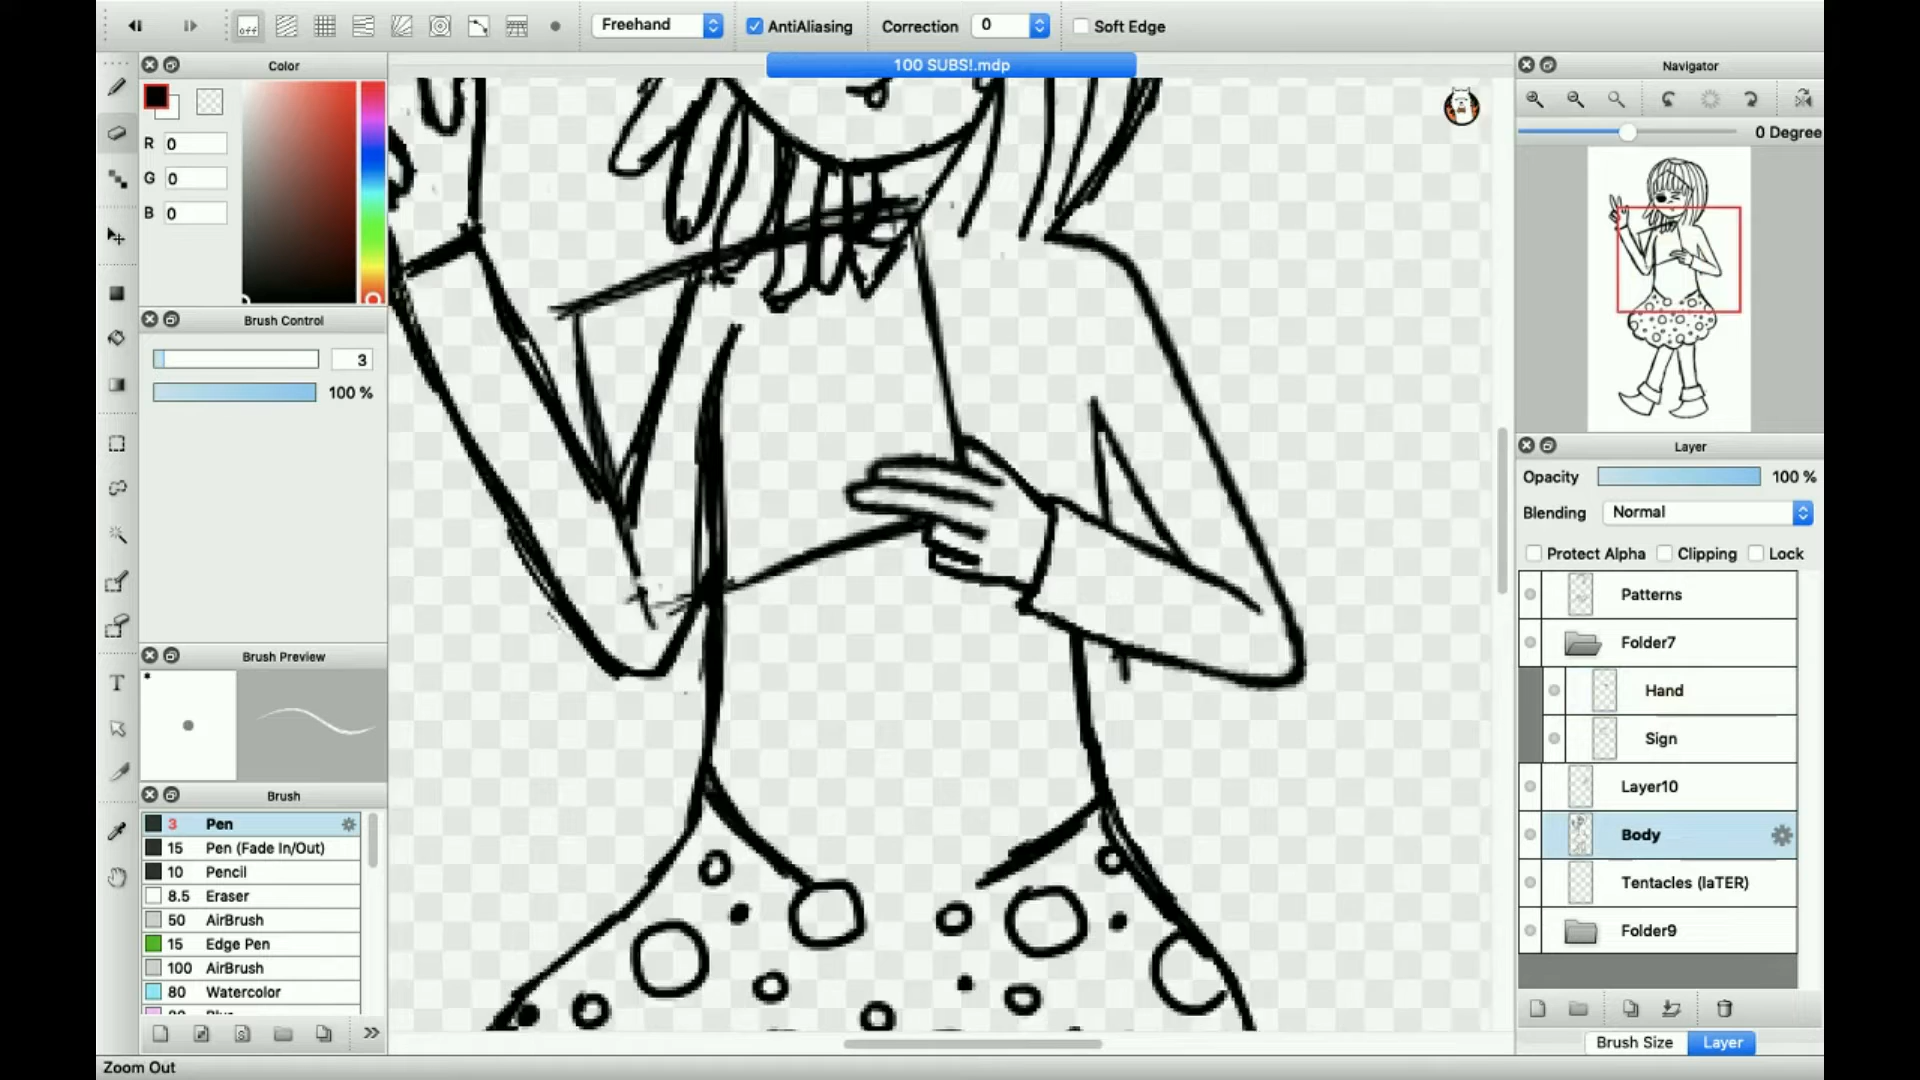 off
Freehand
AntiAliasing
Correction
0
Soft Edge
Color
100 SUBS!.mdp
Navigator
0 Degree
R 0
G 0
B 0
Brush Control
3
100 %
Layer
Opacity
100 %
Blending
Normal
Protect Alpha
Clipping
Lock
Patterns
Folder7
Hand
Sign
Layer10
Body
Tentacles (laTER)
Folder9
Brush Preview
T
Brush
3 Pen
15 Pen (Fade In/Out)
10 Pencil
8.5 Eraser
50 AirBrush
15 Edge Pen
100 AirBrush
80 Watercolor
Brush Size
Layer
Zoom Out